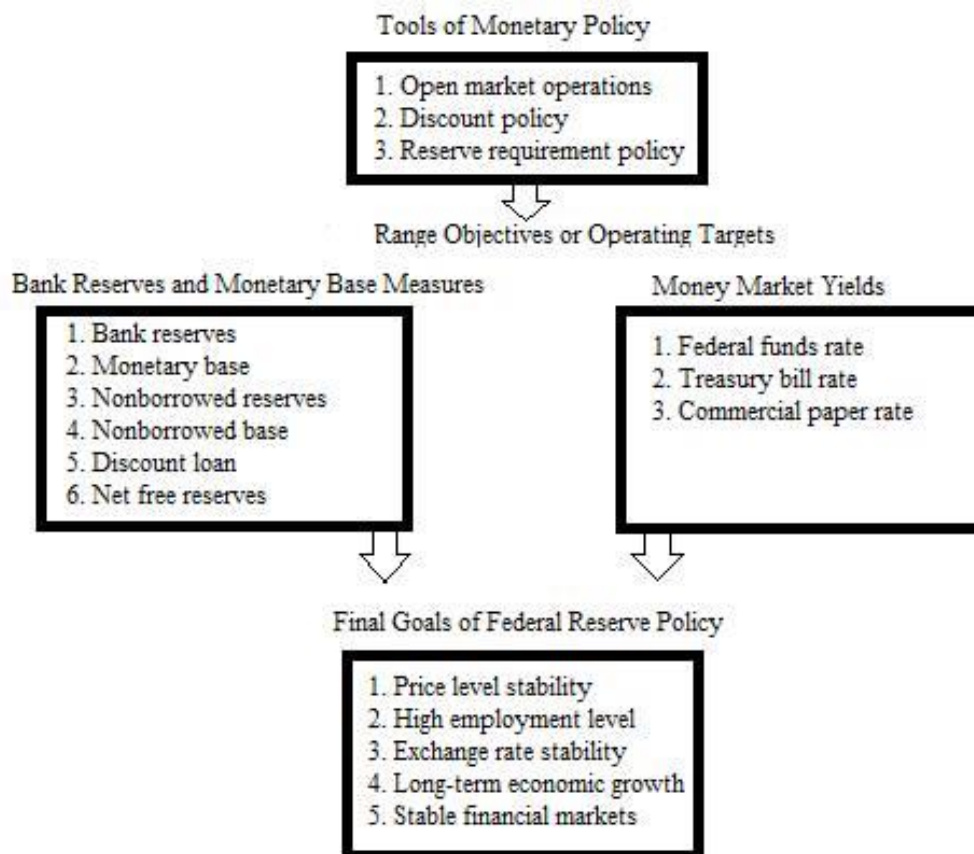 Tools of Monetary Policy
1. Open market operations
2. Discount policy
3. Reserve requirement policy
Range Objectives or Operating Targets
Bank Reserves and Monetary Base Measures
1. Bank reserves
2. Monetary base
3. Nonborrowed reserves
4. Nonborrowed base
5. Discount loan
6. Net free reserves
Money Market Yields
1. Federal funds rate
2. Treasury bill rate
3. Commercial paper rate
Final Goals of Federal Reserve Policy
1. Price level stability
2. High employment level
3. Exchange rate stability
4. Long-term economic growth
5. Stable financial markets